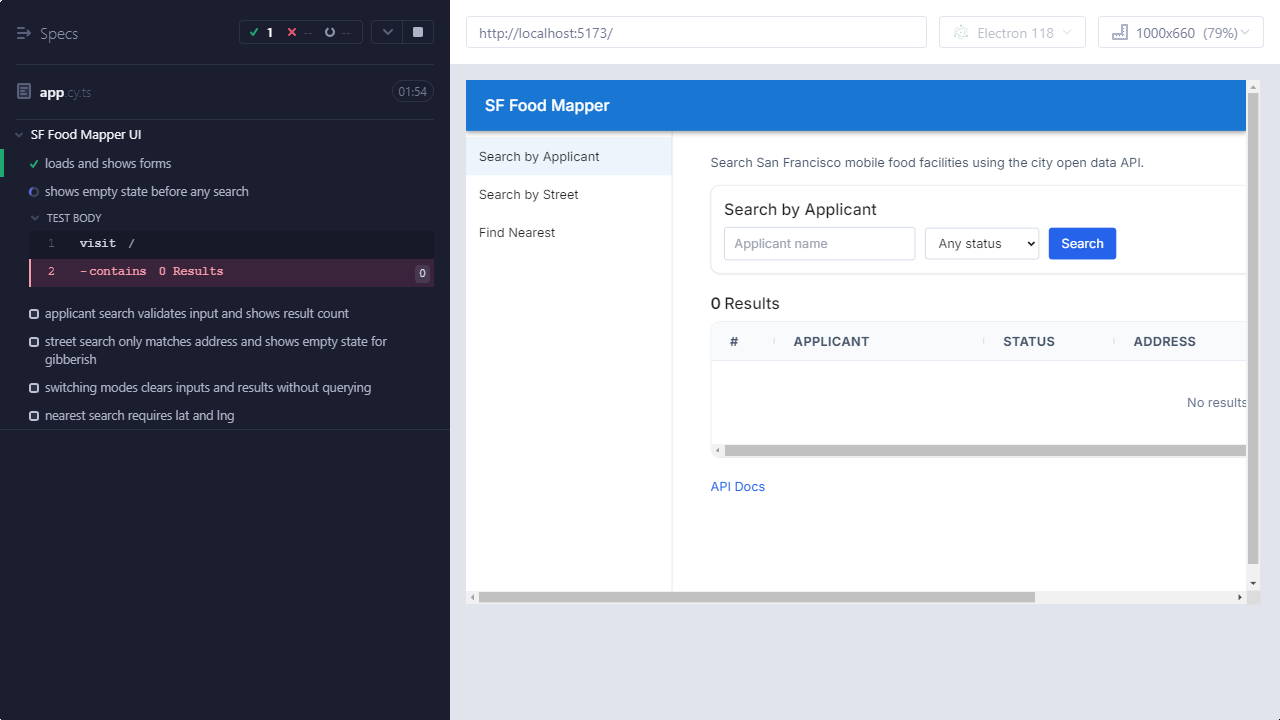 Specs
1 -- --
http://localhost:5173/
Electron 118
1000x660 (79%)
app.cy.ts
01:54
SF Food Mapper UI
loads and shows forms
shows empty state before any search
TEST BODY
1 visit /
2 -contains 0 Results 0
applicant search validates input and shows result count
street search only matches address and shows empty state for
gibberish
switching modes clears inputs and results without querying
nearest search requires lat and lng
SF Food Mapper
Search by Applicant
Search by Street
Find Nearest
Search San Francisco mobile food facilities using the city open data API.
Search by Applicant
Applicant name
Any status
Search
0 Results
# APPLICANT STATUS ADDRESS
No results
API Docs